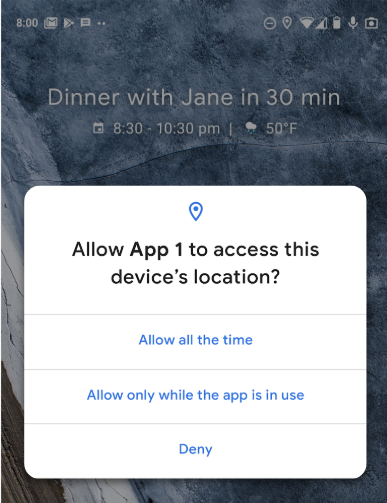 8:00
Dinner with Jane in 30 min
8:30 - 10:30 pm | 50°F
Allow App 1 to access this
device’s location?
Allow all the time
Allow only while the app is in use
Deny